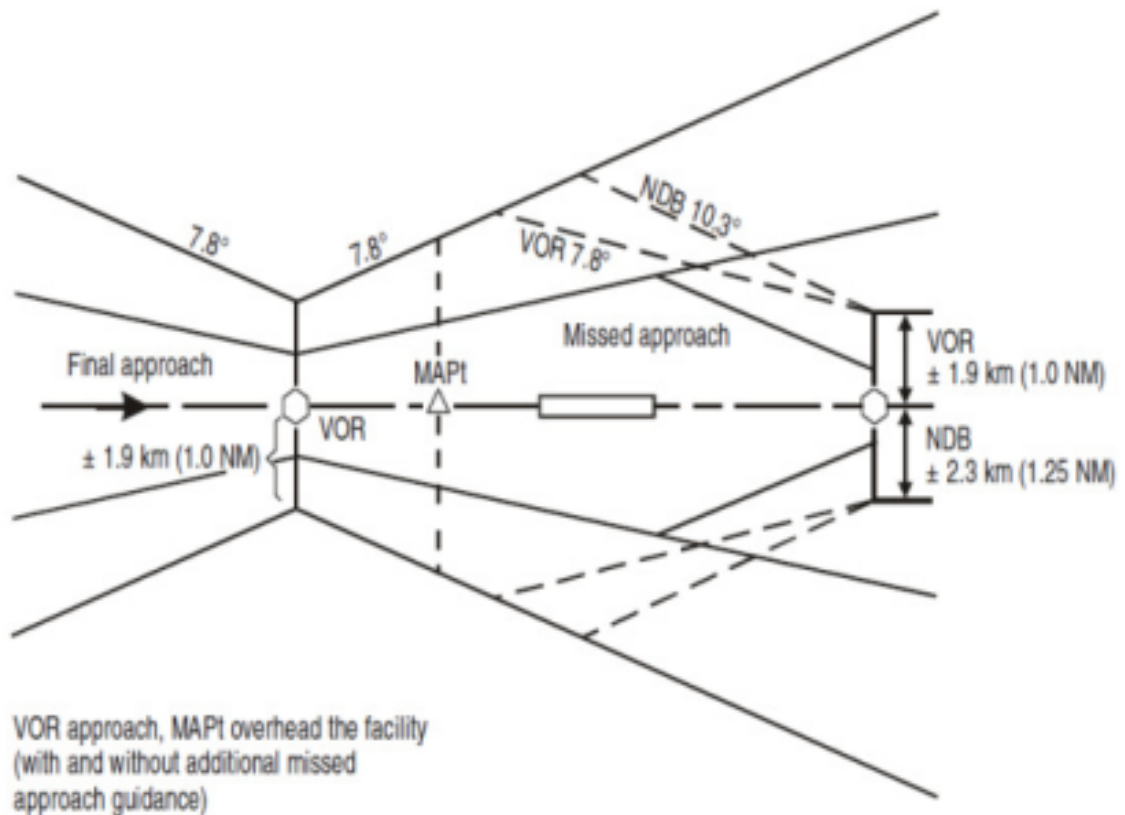 NDB 10,3°
7.8°
7.8°
VOR 7.8°
Missed approach
VOR
± 1.9 km (1.0 NM)
Final approach
MAPt
VOR
± 1.9 km (1.0 NM)
NDB
± 2.3 km (1.25 NM)
VOR approach, MAPt overhead the facility
(with and without additional missed
approach guidance)